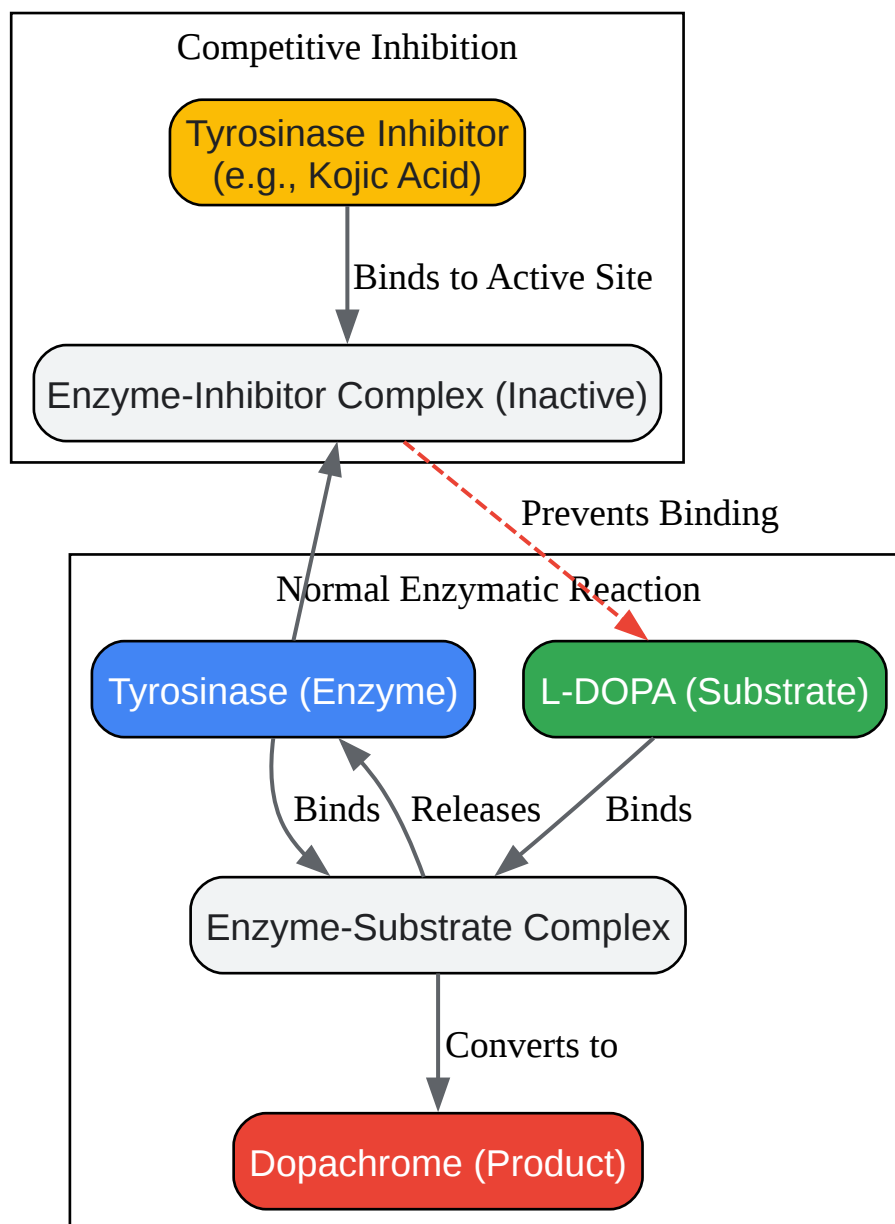 Competitive Inhibition
Tyrosinase Inhibitor
(e.g., Kojic Acid)
Binds to Active Site
Enzyme-Inhibitor Complex (Inactive)
Prevents Binding
Normal Enzymatic Reaction
Tyrosinase (Enzyme)
L-DOPA (Substrate)
Binds
Releases
Binds
Enzyme-Substrate Complex
Converts to
Dopachrome (Product)